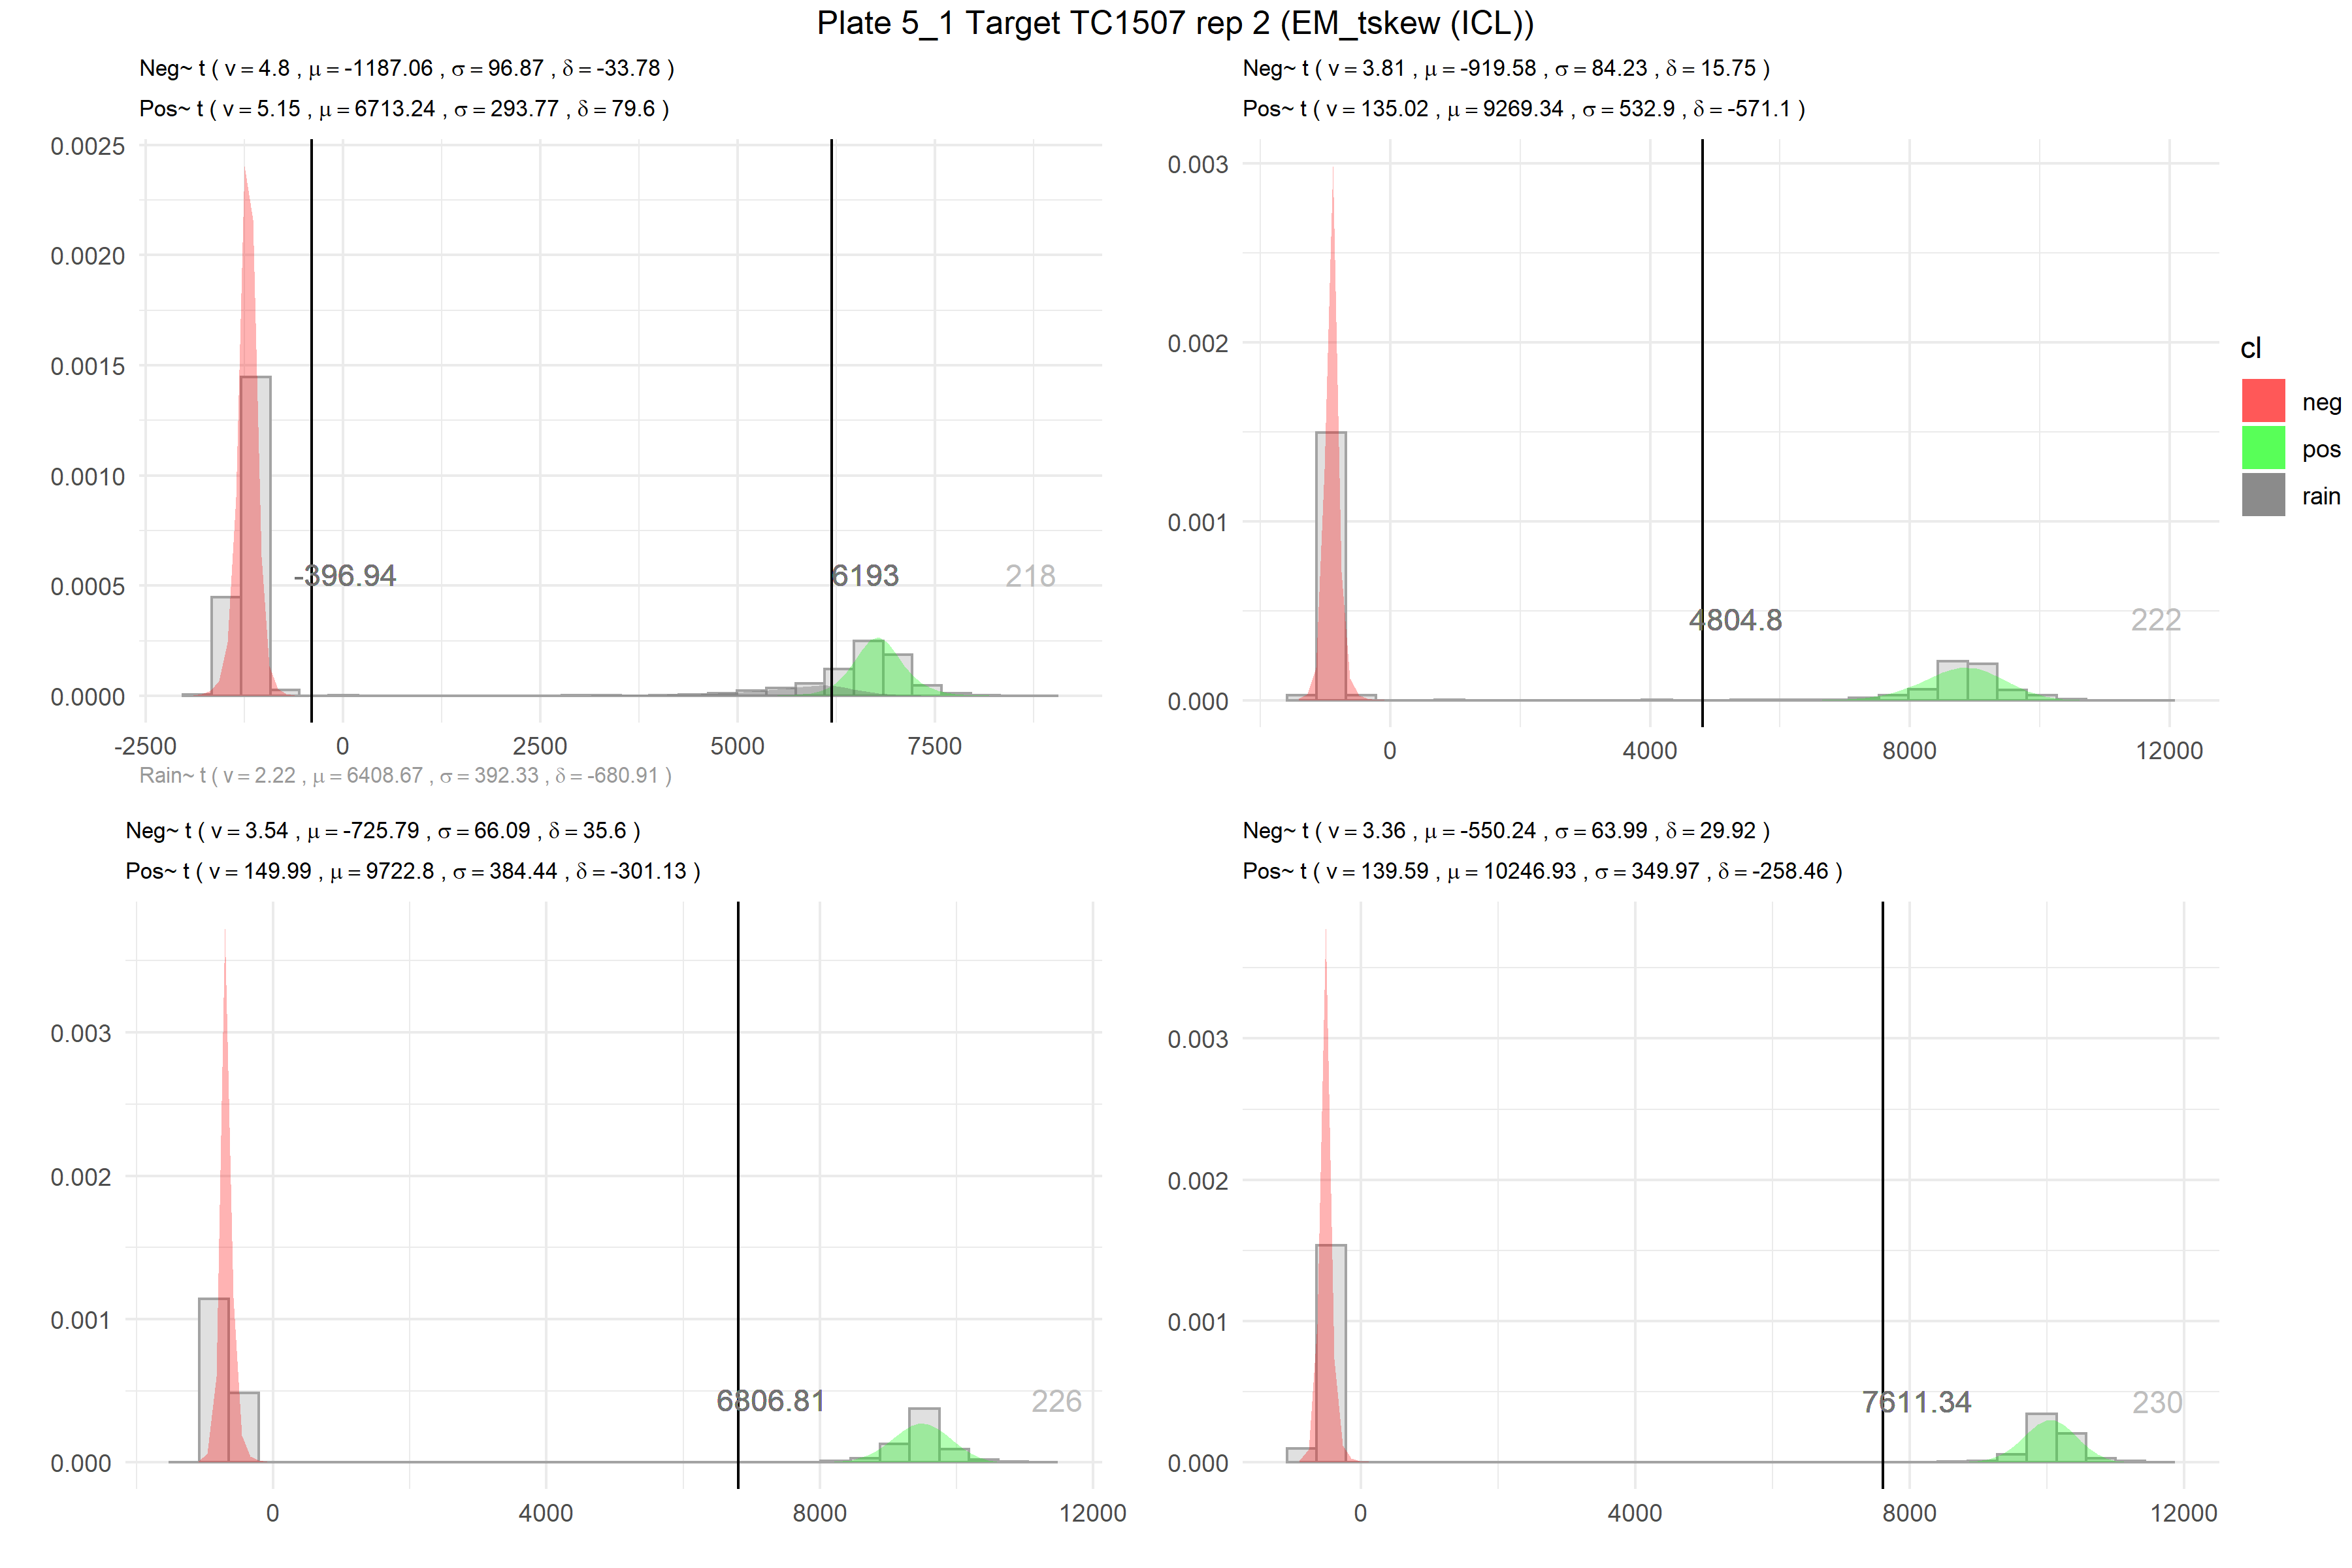 Plate 5_1 Target TC1507 rep 2 (EM_tskew (ICL))
Neg~ t ( ν = 4.8 , μ = -1187.06 , σ = 96.87 , δ = -33.78 )
Pos~ t ( ν = 5.15 , μ = 6713.24 , σ = 293.77 , δ = 79.6 )
0.0025
0.0020
0.0015
0.0010
0.0005
0.0000
-396.94
6193
218
-2500 0 2500 5000 7500
Rain~ t ( ν = 2.22 , μ = 6408.67 , σ = 392.33 , δ = -680.91 )
Neg~ t ( ν = 3.81 , μ = -919.58 , σ = 84.23 , δ = 15.75 )
Pos~ t ( ν = 135.02 , μ = 9269.34 , σ = 532.9 , δ = -571.1 )
0.003
0.002
0.001
0.000
4804.8
222
0 4000 8000 12000
cl
neg
pos
rain
Neg~ t ( ν = 3.54 , μ = -725.79 , σ = 66.09 , δ = 35.6 )
Pos~ t ( ν = 149.99 , μ = 9722.8 , σ = 384.44 , δ = -301.13 )
0.003
0.002
0.001
0.000
6806.81
226
0 4000 8000 12000
Neg~ t ( ν = 3.36 , μ = -550.24 , σ = 63.99 , δ = 29.92 )
Pos~ t ( ν = 139.59 , μ = 10246.93 , σ = 349.97 , δ = -258.46 )
0.003
0.002
0.001
0.000
7611.34
230
0 4000 8000 12000